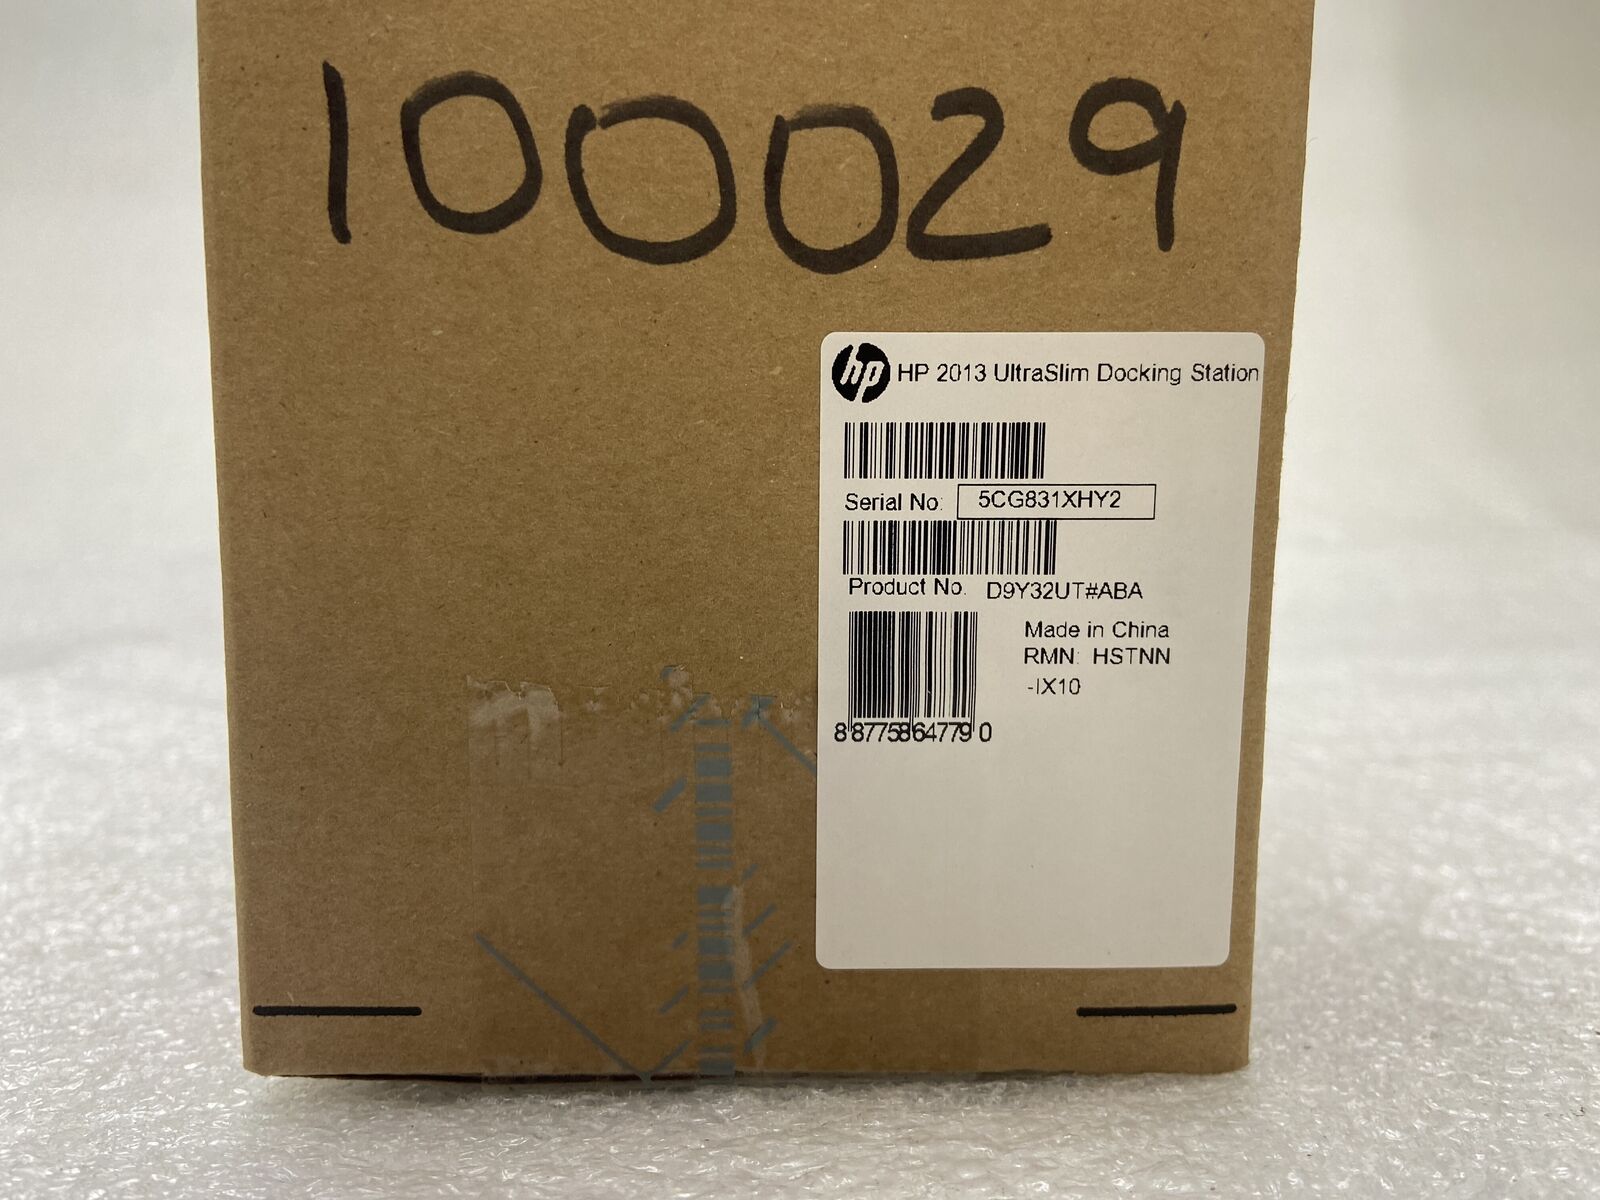 100029
hp HP 2013 UltraSlim Docking Station
Serial No: 5CG831XHY2
Product No. D9Y32UT#ABA
Made in China
RMN: HSTNN
-IX10
8 87758 64779 0